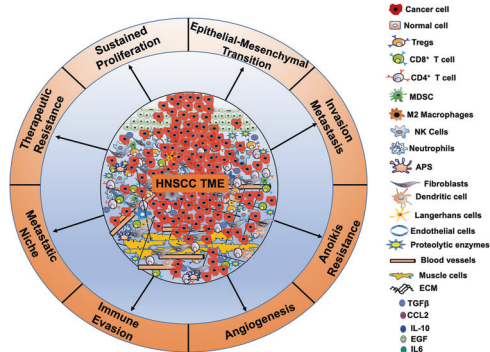 Sustained
Proliferation
Epithelial-Mesenchymal
Transition
Invasion
Metastasis
Anoikis
Resistance
Angiogenesis
Immune
Evasion
Metastatic
Niche
Therapeutic
Resistance
HNSCC TME
Cancer cell
Normal cell
Tregs
CD8+ T cell
CD4+ T cell
MDSC
M2 Macrophages
NK Cells
Neutrophils
APS
Fibroblasts
Dendritic cell
Langerhans cell
Endothelial cells
Proteolytic enzymes
Blood vessels
Muscle cells
ECM
TGFβ
CCL2
IL-10
EGF
IL6